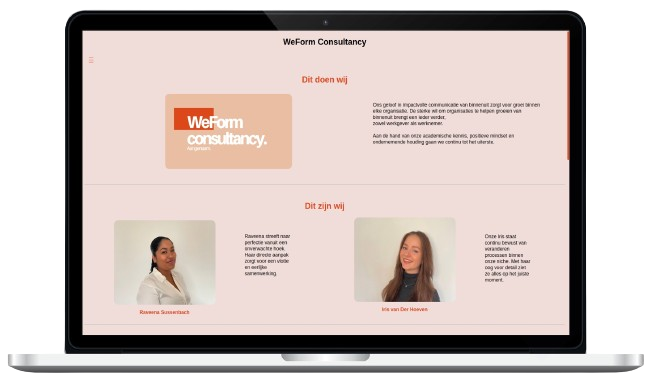 WeForm Consultancy
Dit doen wij
WeForm
consultancy.
Ons geloof in impactvolle communicatie van binnenuit zorgt voor groei binnen
elke organisatie. De sterke wil om organisaties te helpen groeien van
binnenuit brengt een ieder verder,
zowel werkgever als werknemer.
Aan de hand van onze academische kennis, positieve mindset en
ondernemende houding gaan we continu tot het uiterste.
Dit zijn wij
Raweena streeft naar
perfectie vanuit een
onverwachte hoek.
Haar directe aanpak
zorgt voor een vlotte
en eerlijke
samenwerking.
Onze Iris staat
continu bewust van
veranderen
processen binnen
onze niche. Met haar
oog voor detail zet
ze alles op het juiste
moment.
Raweena
Iris van Der Hoeven